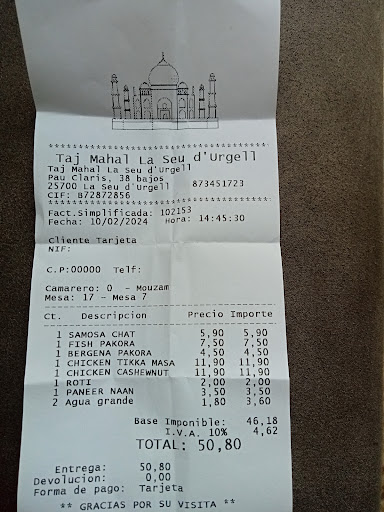 Taj Mahal La Seu d'Urgell
Taj Mahal La Seu d'Urgell
Pau Claris, 38 bajos
25700 La Seu d'Urgell 873451723
CIF: B72872856
Fact.Simplificada: 102153
Fecha: 10/02/2024 Hora: 14:45:30
Cliente Tarjeta
NIF:
C.P:00000 Telf:
Camarero: 0 - Mouzam
Mesa: 17 - Mesa 7
Ct. Descripcion Precio Importe
1 SAMOSA CHAT 5,90 5,90
1 FISH PAKORA 7,50 7,50
1 BERGENA PAKORA 4,50 4,50
1 CHICKEN TIKKA MASA 11,90 11,90
1 CHICKEN CASHEWNUT 11,90 11,90
1 ROTI 2,00 2,00
1 PANEER NAAN 3,50 3,50
2 Agua grande 1,80 3,60
Base Imponible: 46,18
I.V.A. 10% 4,62
TOTAL: 50,80
Entrega: 50,80
Devolucion: 0,00
Forma de pago: Tarjeta
** GRACIAS POR SU VISITA **